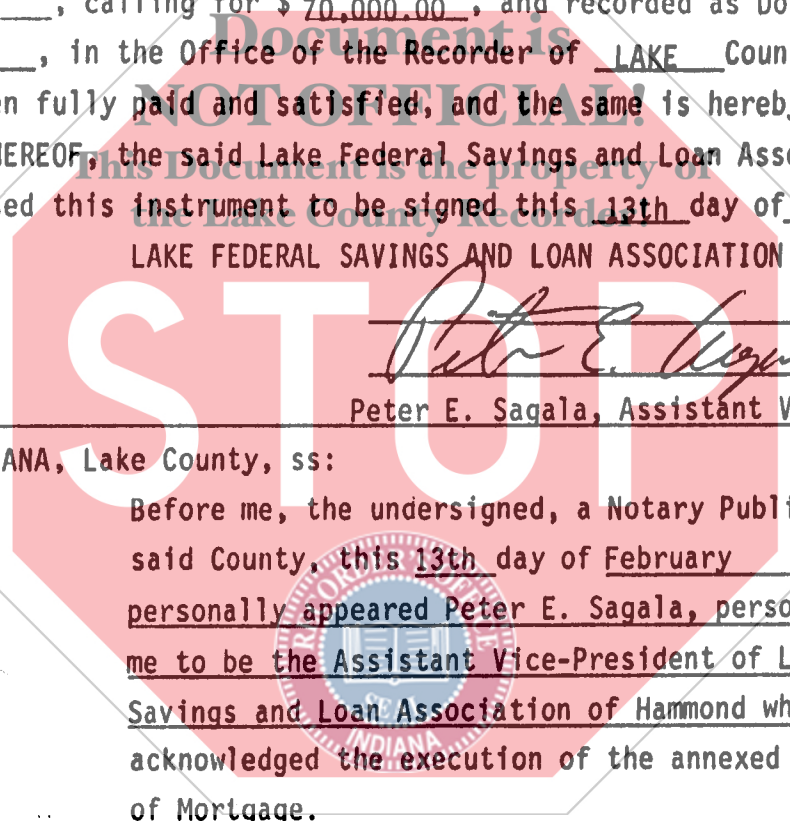 , calling for $ 70,000.00 , and recorded as Do
Document is
, in the Office of the Recorder of LAKE Coun
NOT OFFICIAL!
n fully paid and satisfied, and the same is hereb
EREOF, the said Lake Federal Savings and Loan Asso
This Document is the property of
ed this instrument to be signed this 13th day of
the Lake County Recorder!
LAKE FEDERAL SAVINGS AND LOAN ASSOCIATION
STOP
Peter E.
Peter E. Sagala, Assistant V
ANA, Lake County, ss:
Before me, the undersigned, a Notary Publi
said County, this 13th day of February
personally appeared Peter E. Sagala, perso
me to be the Assistant Vice-President of L
Savings and Loan Association of Hammond wh
acknowledged the execution of the annexed
of Mortgage.
RECORDER'S OFFICE
SEAL
INDIANA